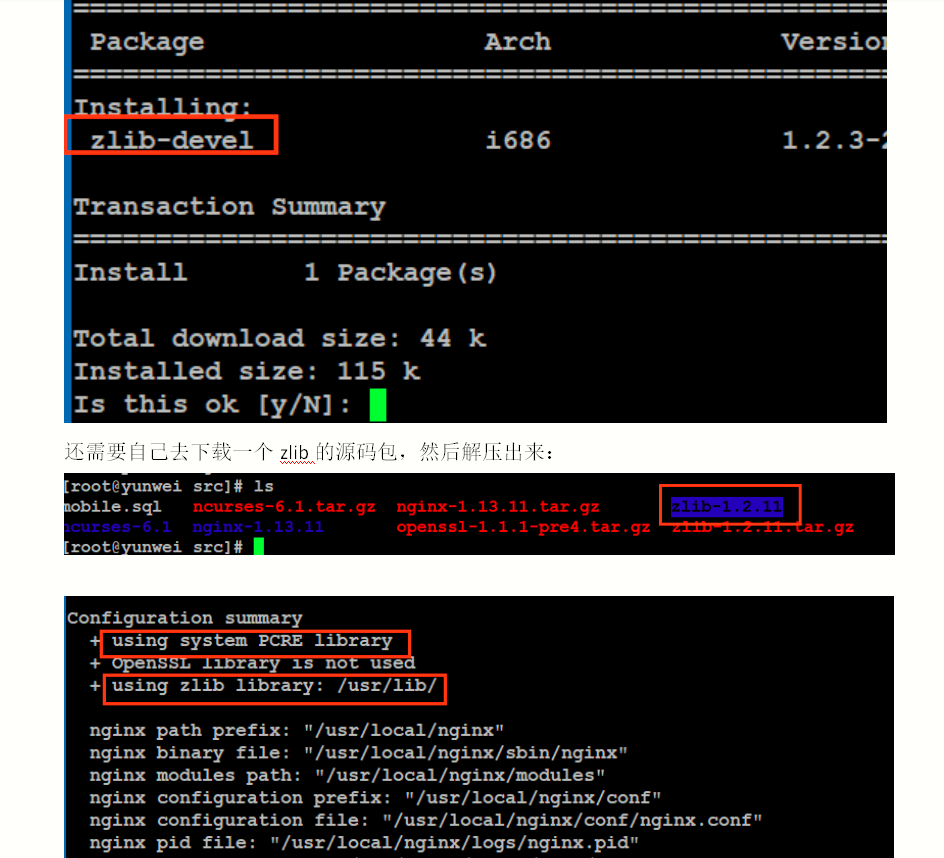 Package Arch Version
Installing:
zlib-devel i686 1.2.3-2
Transaction Summary
Install 1 Package(s)
Total download size: 44 k
Installed size: 115 k
Is this ok [y/N]:
还需要自己去下载一个 zlib 的源码包，然后解压出来：
[root@yunwei src]# ls
mobile.sql ncurses-6.1.tar.gz nginx-1.13.11.tar.gz zlib-1.2.11
ncurses-6.1 nginx-1.13.11 openssl-1.1.1-pre4.tar.gz zlib-1.2.11.tar.gz
[root@yunwei src]#
Configuration summary
+ using system PCRE library
+ OpenSSL library is not used
+ using zlib library: /usr/lib/
nginx path prefix: "/usr/local/nginx"
nginx binary file: "/usr/local/nginx/sbin/nginx"
nginx modules path: "/usr/local/nginx/modules"
nginx configuration prefix: "/usr/local/nginx/conf"
nginx configuration file: "/usr/local/nginx/conf/nginx.conf"
nginx pid file: "/usr/local/nginx/logs/nginx.pid"